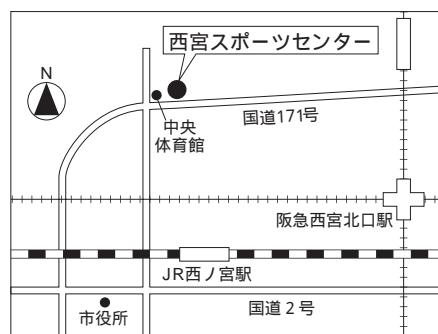 西宮スポーツセンター
N
中央
体育館
国道171号
阪急西宮北口駅
JR西ノ宮駅
市役所
国道2号